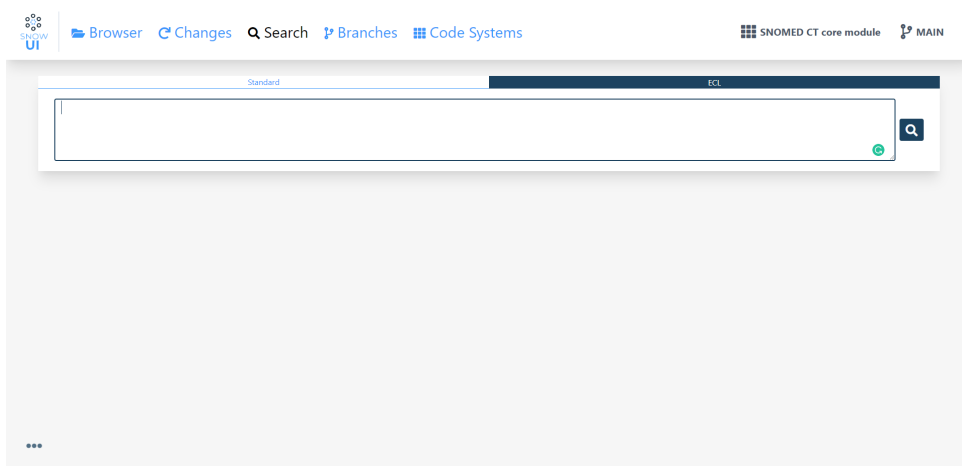 SNOW
UI
Browser
Changes
Search
Branches
Code Systems
SNOMED CT core module
MAIN
Standard
ECL